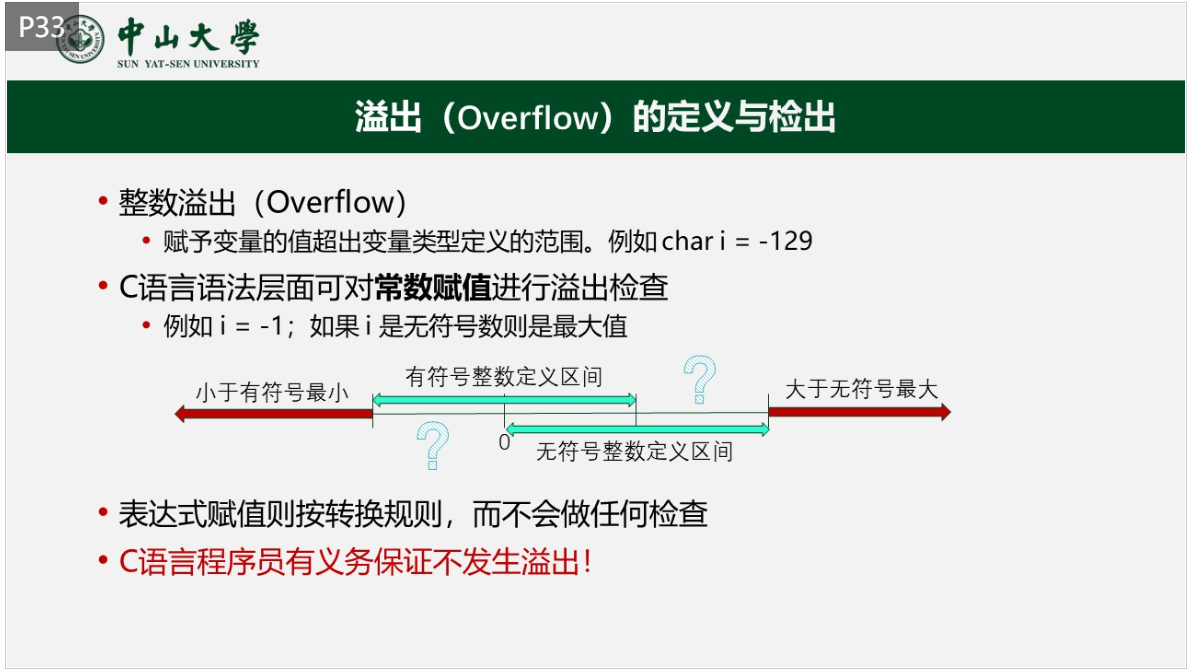 P33
中山大學
SUN YAT-SEN UNIVERSITY
溢出（Overflow）的定义与检出
• 整数溢出（Overflow）
• 赋予变量的值超出变量类型定义的范围。例如 char i = -129
• C语言语法层面可对常数赋值进行溢出检查
• 例如 i = -1；如果 i 是无符号数则是最大值
小于有符号最小
有符号整数定义区间
?
大于无符号最大
?
0
无符号整数定义区间
• 表达式赋值则按转换规则，而不会做任何检查
• C语言程序员有义务保证不发生溢出！